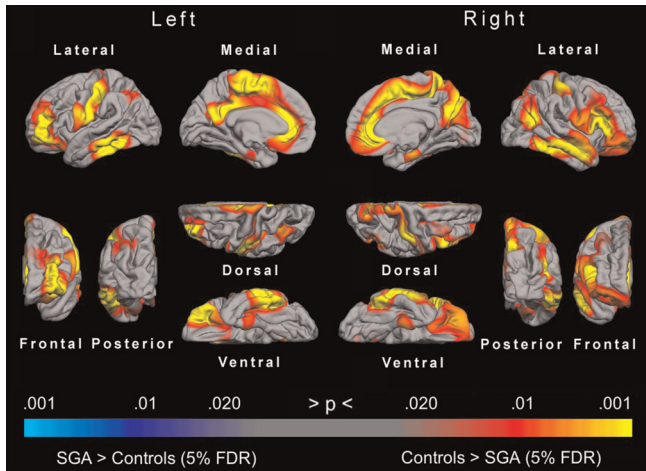 Left Right
Lateral Medial Medial Lateral
Dorsal Dorsal
Frontal Posterior Ventral Ventral Posterior Frontal
.001 .01 .020 > p < .020 .01 .001
SGA > Controls (5% FDR) Controls > SGA (5% FDR)